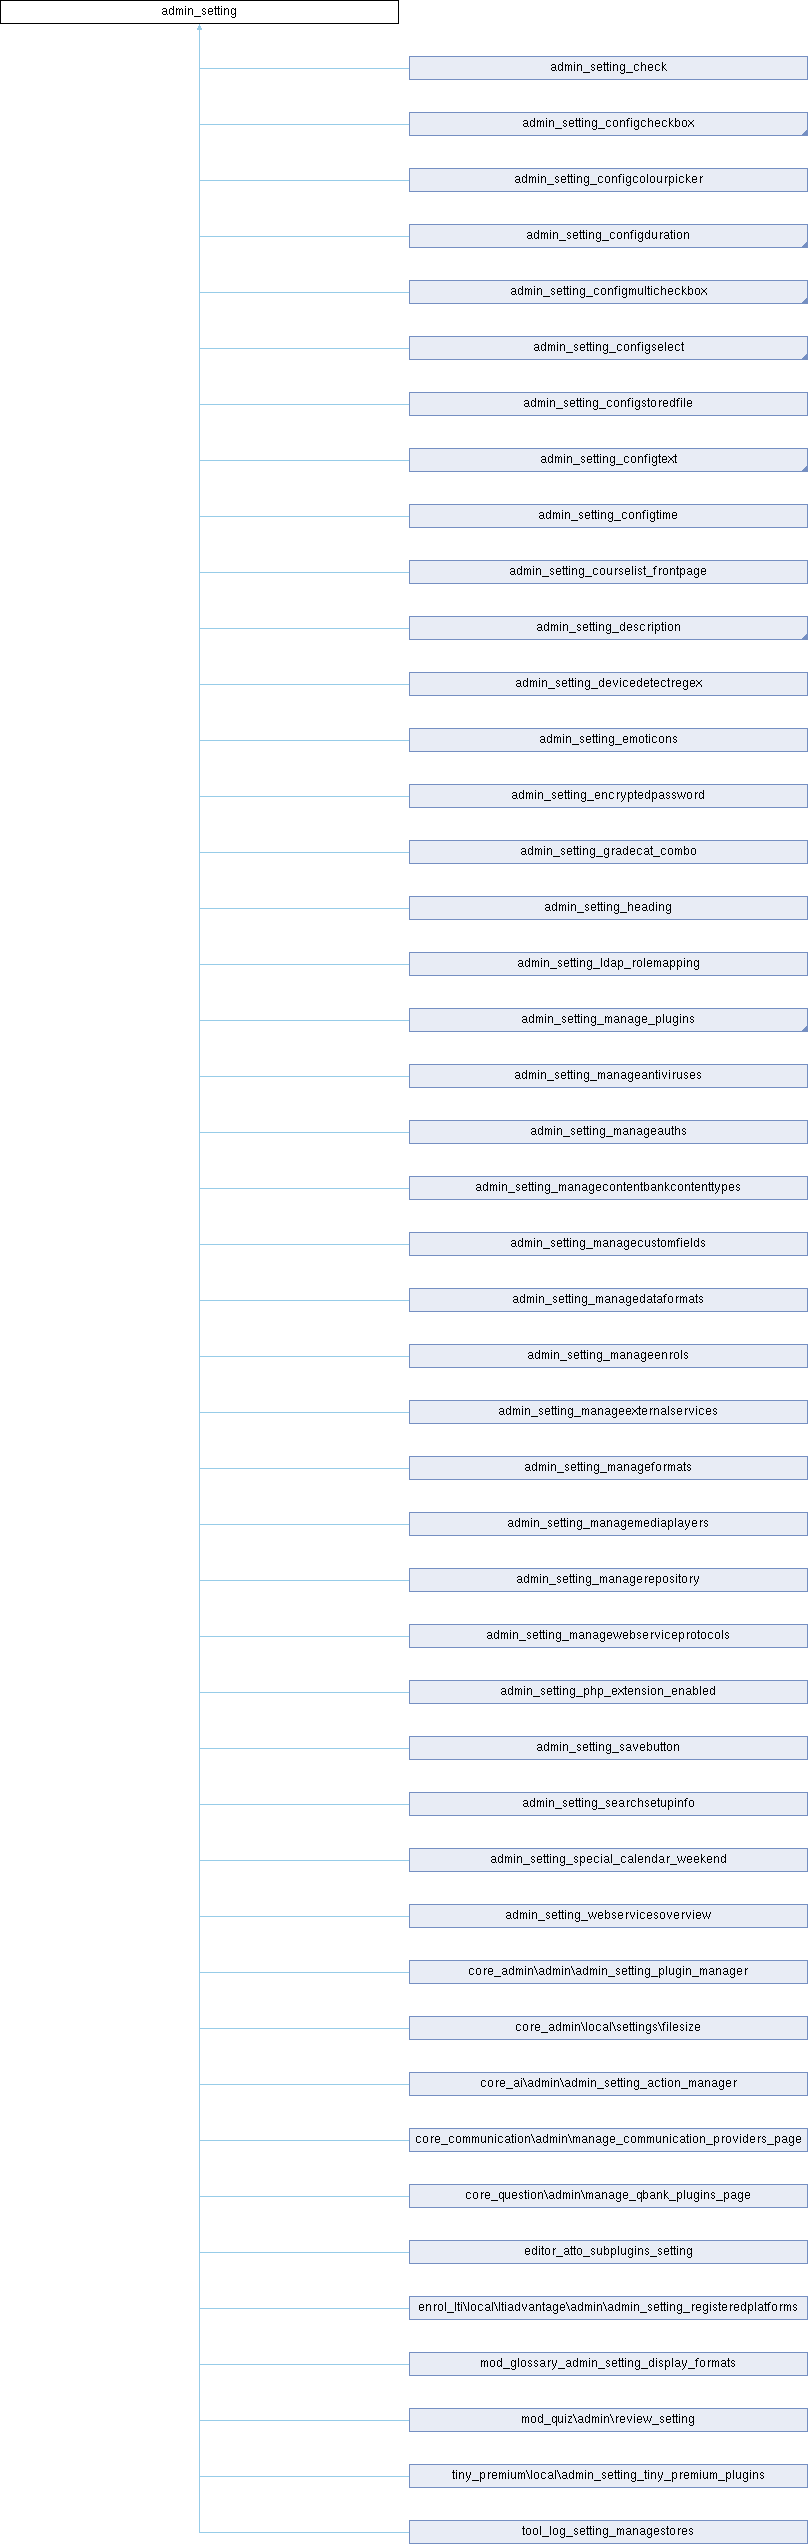 admin_setting
admin_setting_check
admin_setting_configcheckbox
admin_setting_configcolourpicker
admin_setting_configduration
admin_setting_configmulticheckbox
admin_setting_configselect
admin_setting_configstoredfile
admin_setting_configtext
admin_setting_configtime
admin_setting_courselist_frontpage
admin_setting_description
admin_setting_devicedetectregex
admin_setting_emoticons
admin_setting_encryptedpassword
admin_setting_gradecat_combo
admin_setting_heading
admin_setting_ldap_rolemapping
admin_setting_manage_plugins
admin_setting_manageantiviruses
admin_setting_manageauths
admin_setting_managecontentbankcontenttypes
admin_setting_managecustomfields
admin_setting_managedataformats
admin_setting_manageenrols
admin_setting_manageexternalservices
admin_setting_manageformats
admin_setting_managemediaplayers
admin_setting_managerepository
admin_setting_managewebserviceprotocols
admin_setting_php_extension_enabled
admin_setting_savebutton
admin_setting_searchsetupinfo
admin_setting_special_calendar_weekend
admin_setting_webservicesoverview
core_admin\admin\admin_setting_plugin_manager
core_admin\local\settings\filesize
core_ai\admin\admin_setting_action_manager
core_communication\admin\manage_communication_providers_page
core_question\admin\manage_qbank_plugins_page
editor_atto_subplugins_setting
enrol_lti\local\ltiadvantage\admin\admin_setting_registeredplatforms
mod_glossary_admin_setting_display_formats
mod_quiz\admin\review_setting
tiny_premium\local\admin_setting_tiny_premium_plugins
tool_log_setting_managestores